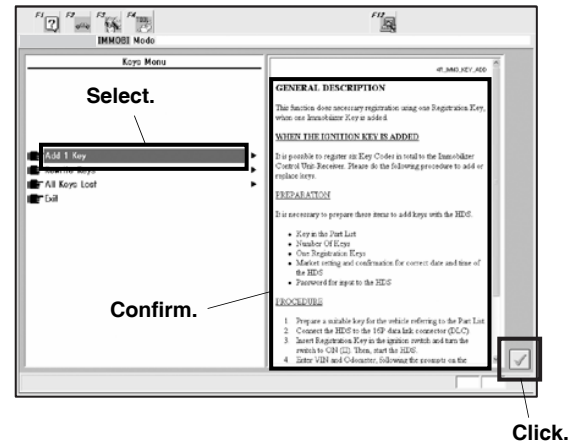 F1 F2 F3 F4 F12
IMMOBI Mode
Keys Menu
41_IMMO_KEY_ADD
Select.
Add 1 Key
Rewrite Keys
All Keys Lost
Exit
GENERAL DESCRIPTION
This function does necessary registration using one Registration Key,
when one Immobilizer Key is added.
WHEN THE IGNITION KEY IS ADDED
It is possible to register six Key Codes in total to the Immobilizer
Control Unit-Receiver. Please do the following procedure to add or
replace keys.
PREPARATION
It is necessary to prepare these items to add keys with the HDS.
• Key in the Part List
• Number Of Keys
• One Registration Keys
• Market setting and confirmation for correct date and time of
the HDS
• Password for input to the HDS
Confirm.
PROCEDURE
1 Prepare a suitable key for the vehicle referring to the Part List
2 Connect the HDS to the 16P data link connector (DLC)
3 Insert Registration Key in the ignition switch and turn the
switch to ON (II). Then, start the HDS.
4 Enter VIN and Odometer, following the prompts on the
Click.